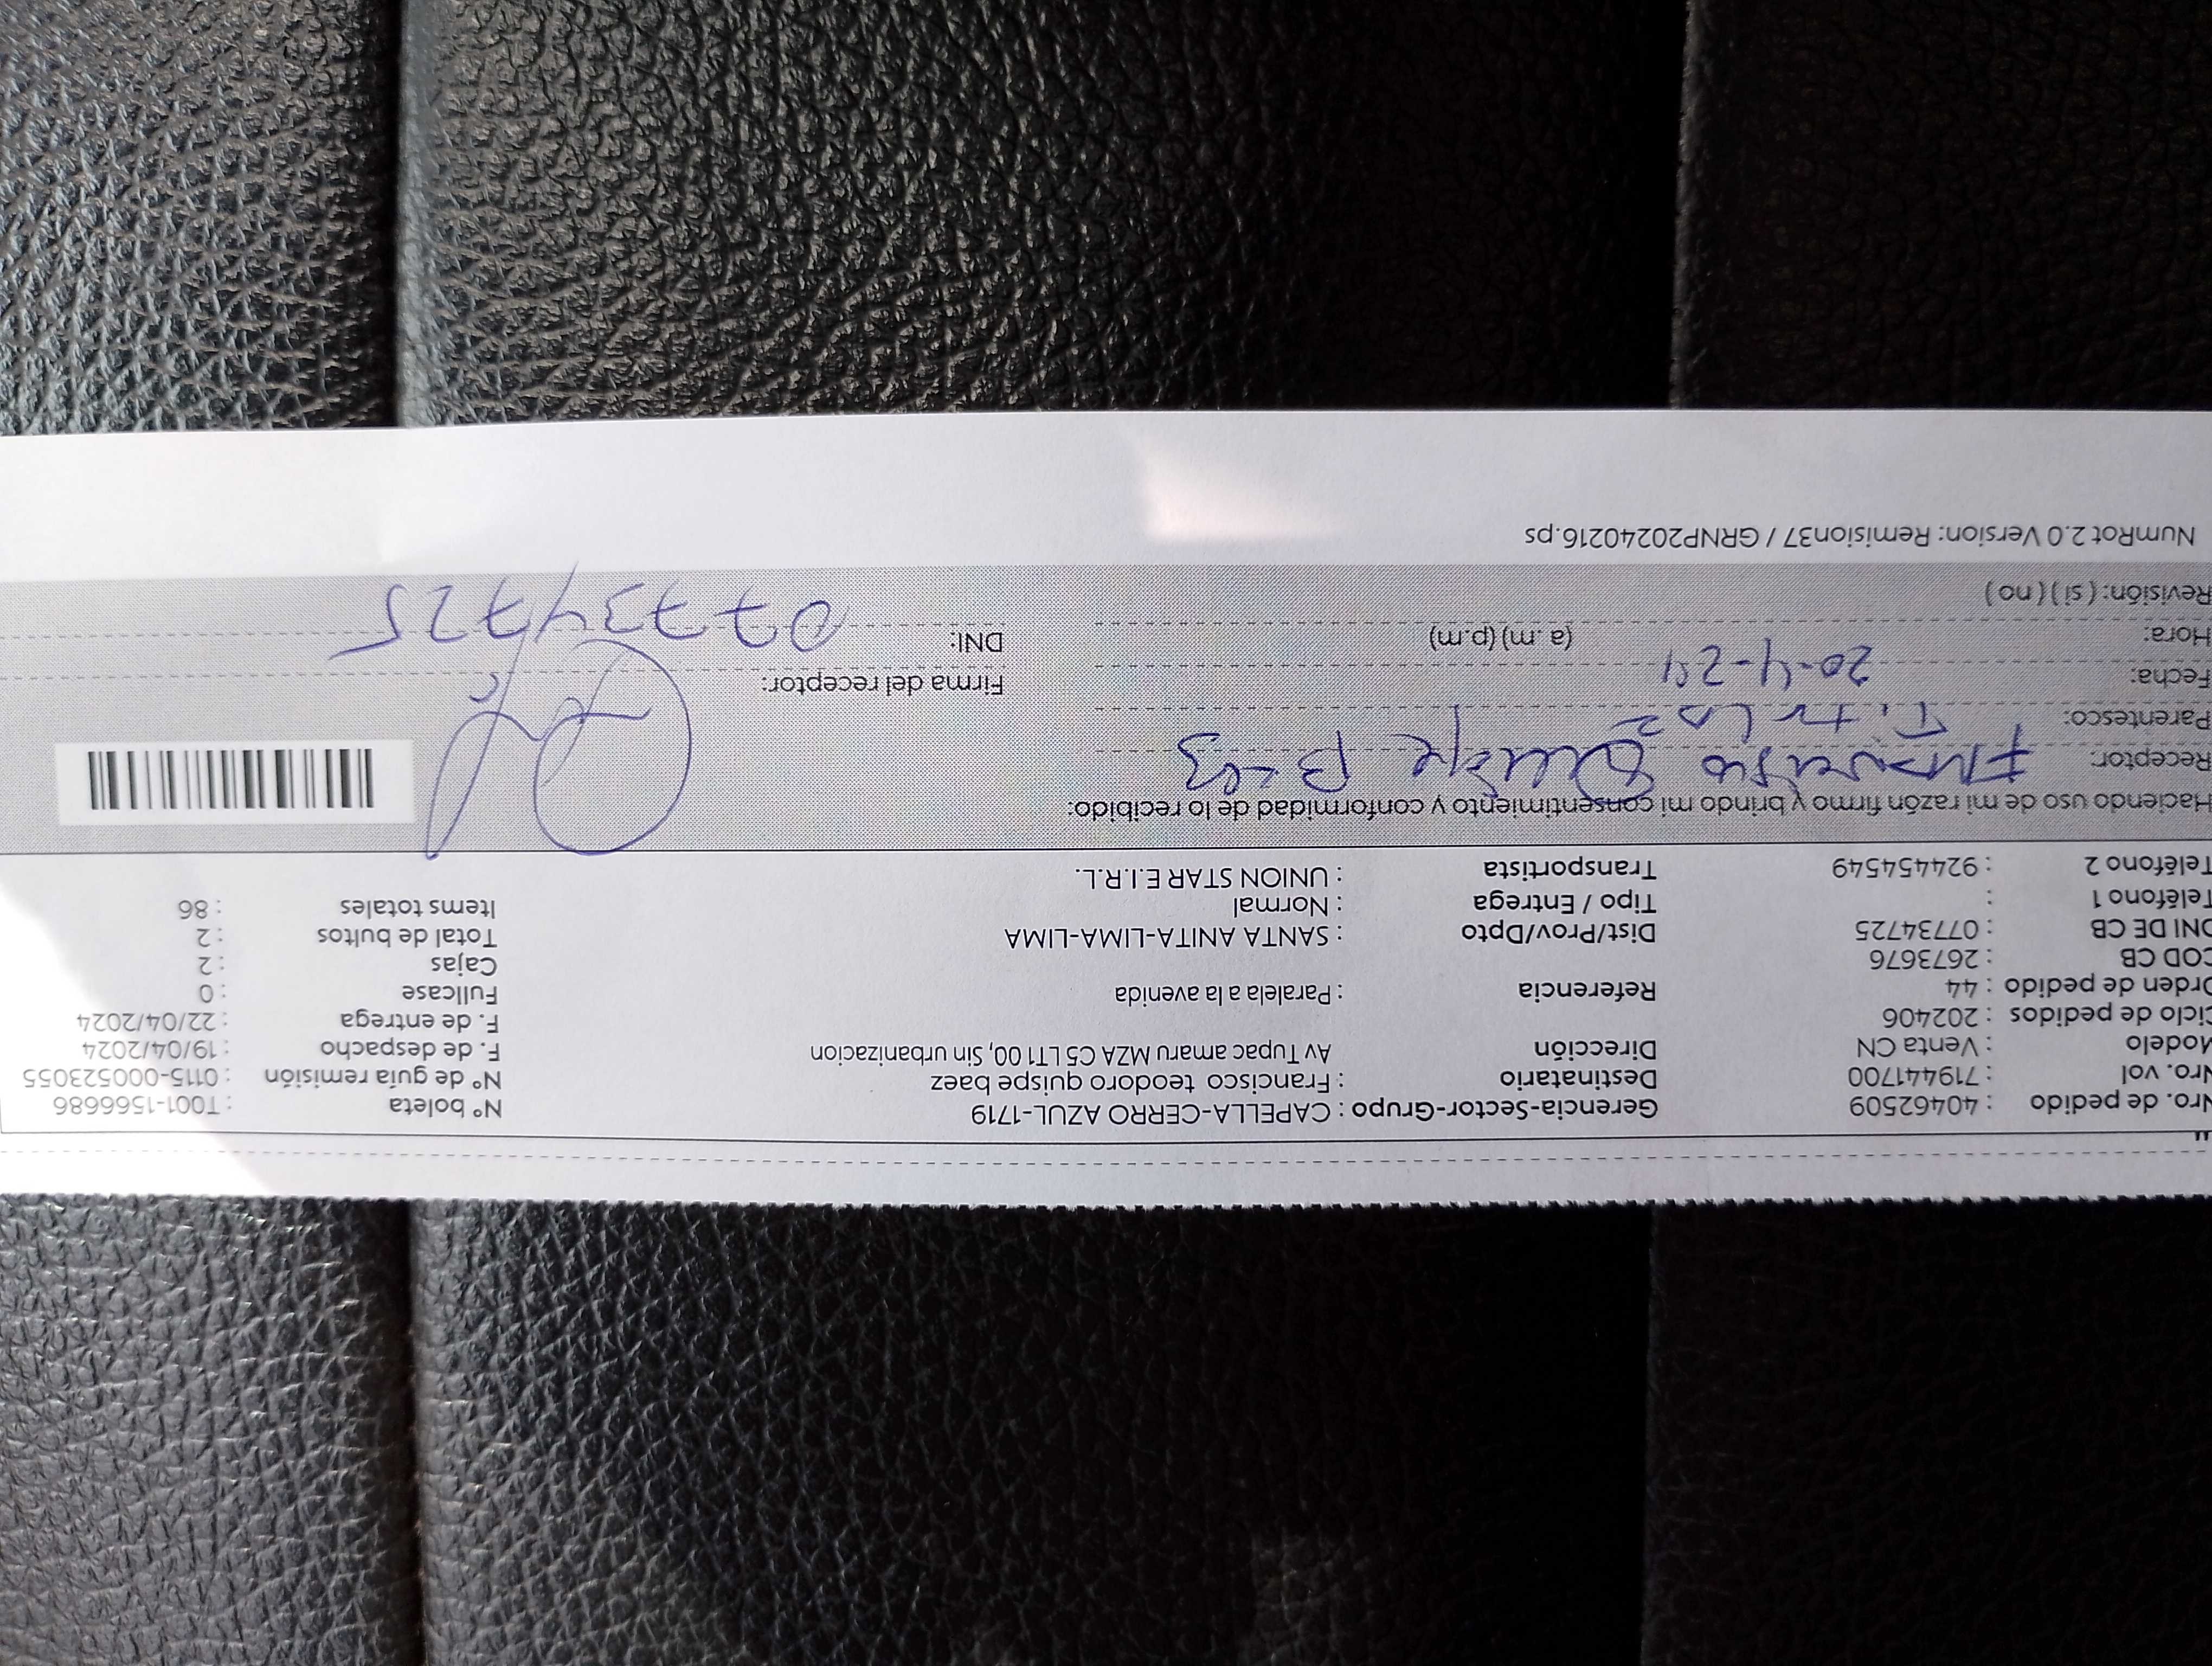 Nro. de pedido : 40462509 Gerencia-Sector-Grupo : CAPELLA-CERRO AZUL-1719 N° boleta : T001-1566686
Nro. vol : 719441700 Destinatario : Francisco teodoro quispe baez N° de guía remisión : 0115-000523055
Modelo : Venta CN Dirección Av Tupac amaru MZA C5 LT1 00, Sin urbanizacion F. de despacho : 19/04/2024
Ciclo de pedidos : 202406 F. de entrega : 22/04/2024
Orden de pedido : 44 Referencia : Paralela a la avenida Fullcase : 0
COD CB : 2673676 Cajas : 2
DNI DE CB : 07734725 Dist/Prov/Dpto : SANTA ANITA-LIMA-LIMA Total de bultos : 2
Teléfono 1 : Tipo / Entrega : Normal Items totales : 86
Teléfono 2 : 924454549 Transportista : UNION STAR E.I.R.L.
Haciendo uso de mi razón firmo y brindo mi consentimiento y conformidad de lo recibido:
Receptor: Quispe
Parentesco: Firma del receptor:
Fecha: 20-4-24
Hora: (a.m) (p.m) DNI: 07734725
Revisión: ( si ) ( no )
NumRot 2.0 Version: Remision37 / GRNP20240216.ps